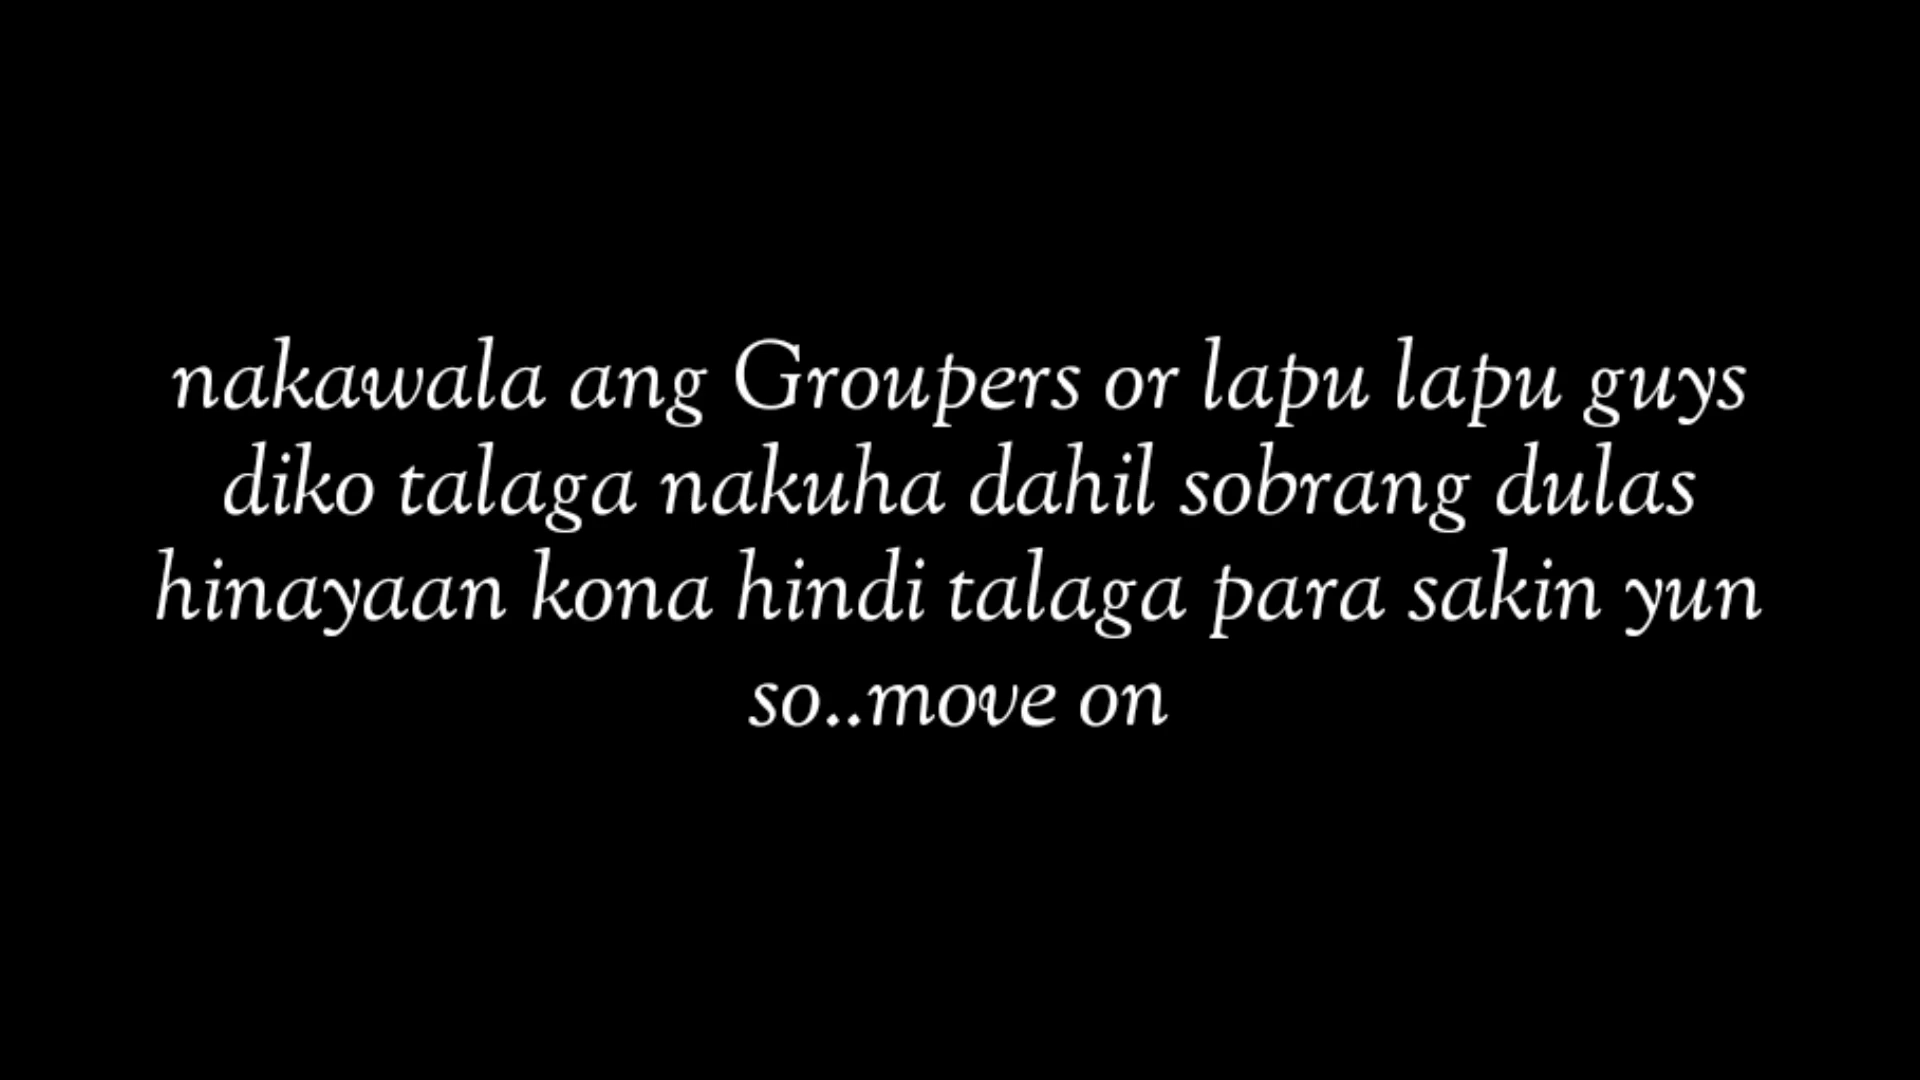 nakawala ang Groupers or lapu lapu guys
diko talaga nakuha dahil sobrang dulas
hinayaan kona hindi talaga para sakin yun
so..move on